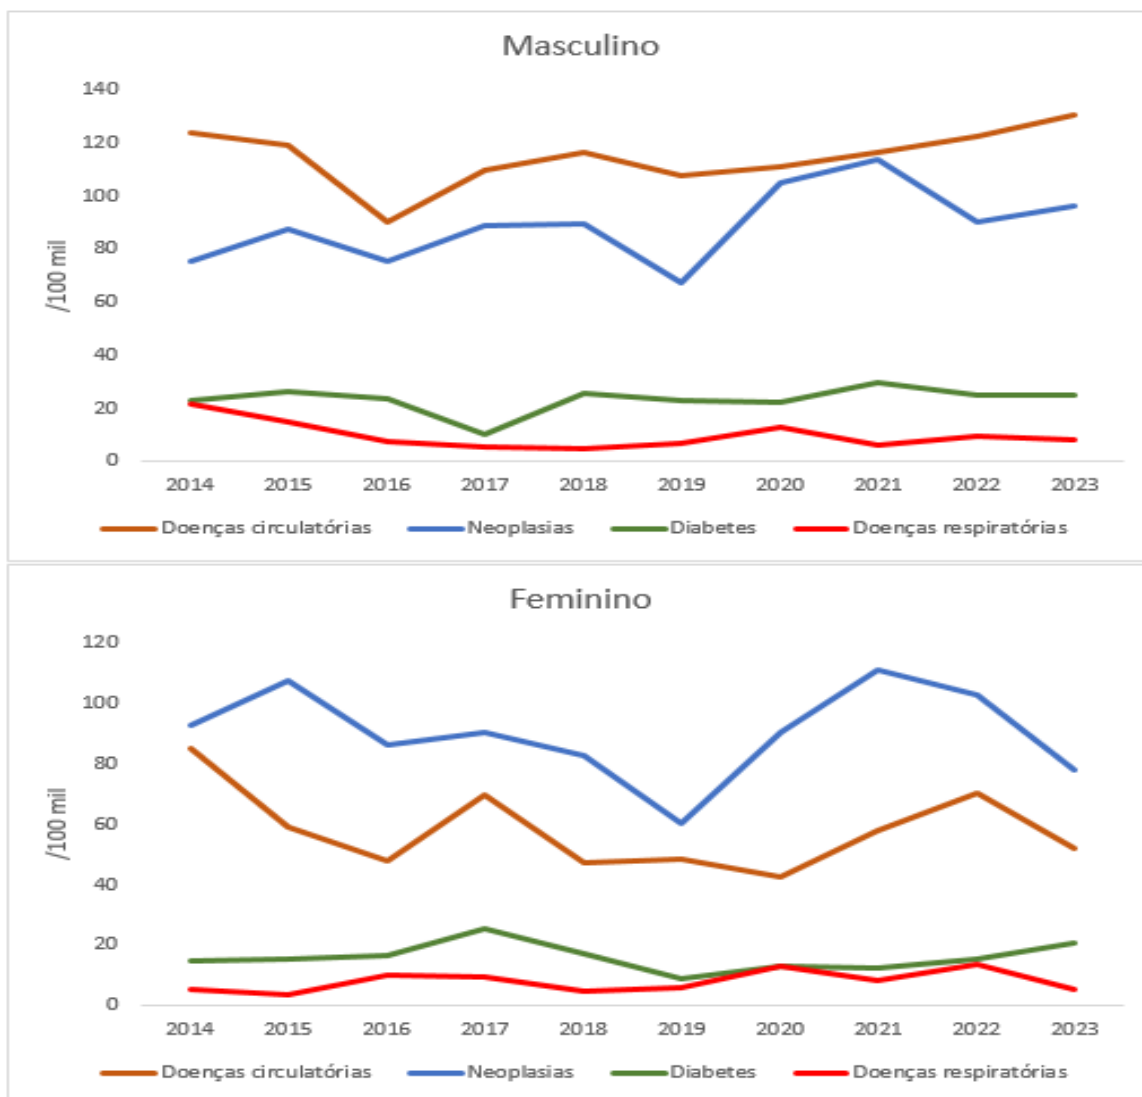 Masculino
140
120
100
80
60
40
20
0
/100 mil
2014 2015 2016 2017 2018 2019 2020 2021 2022 2023
Doenças circulatórias Neoplasias Diabetes Doenças respiratórias
Feminino
120
100
80
60
40
20
0
/100 mil
2014 2015 2016 2017 2018 2019 2020 2021 2022 2023
Doenças circulatórias Neoplasias Diabetes Doenças respiratórias